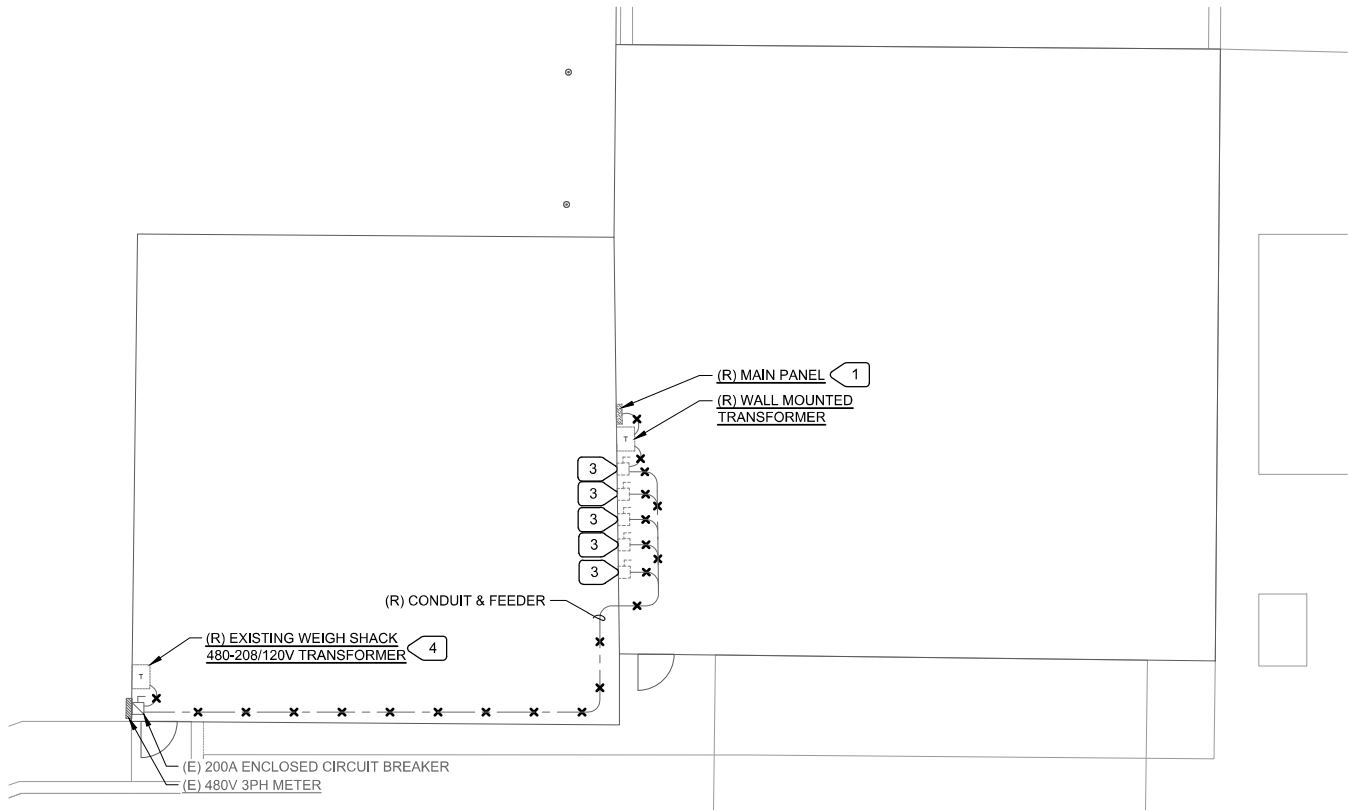 (R) MAIN PANEL 1
(R) WALL MOUNTED
TRANSFORMER
T
3
3
3
3
3
(R) CONDUIT & FEEDER
(R) EXISTING WEIGH SHACK
480-208/120V TRANSFORMER 4
T
(E) 200A ENCLOSED CIRCUIT BREAKER
(E) 480V 3PH METER